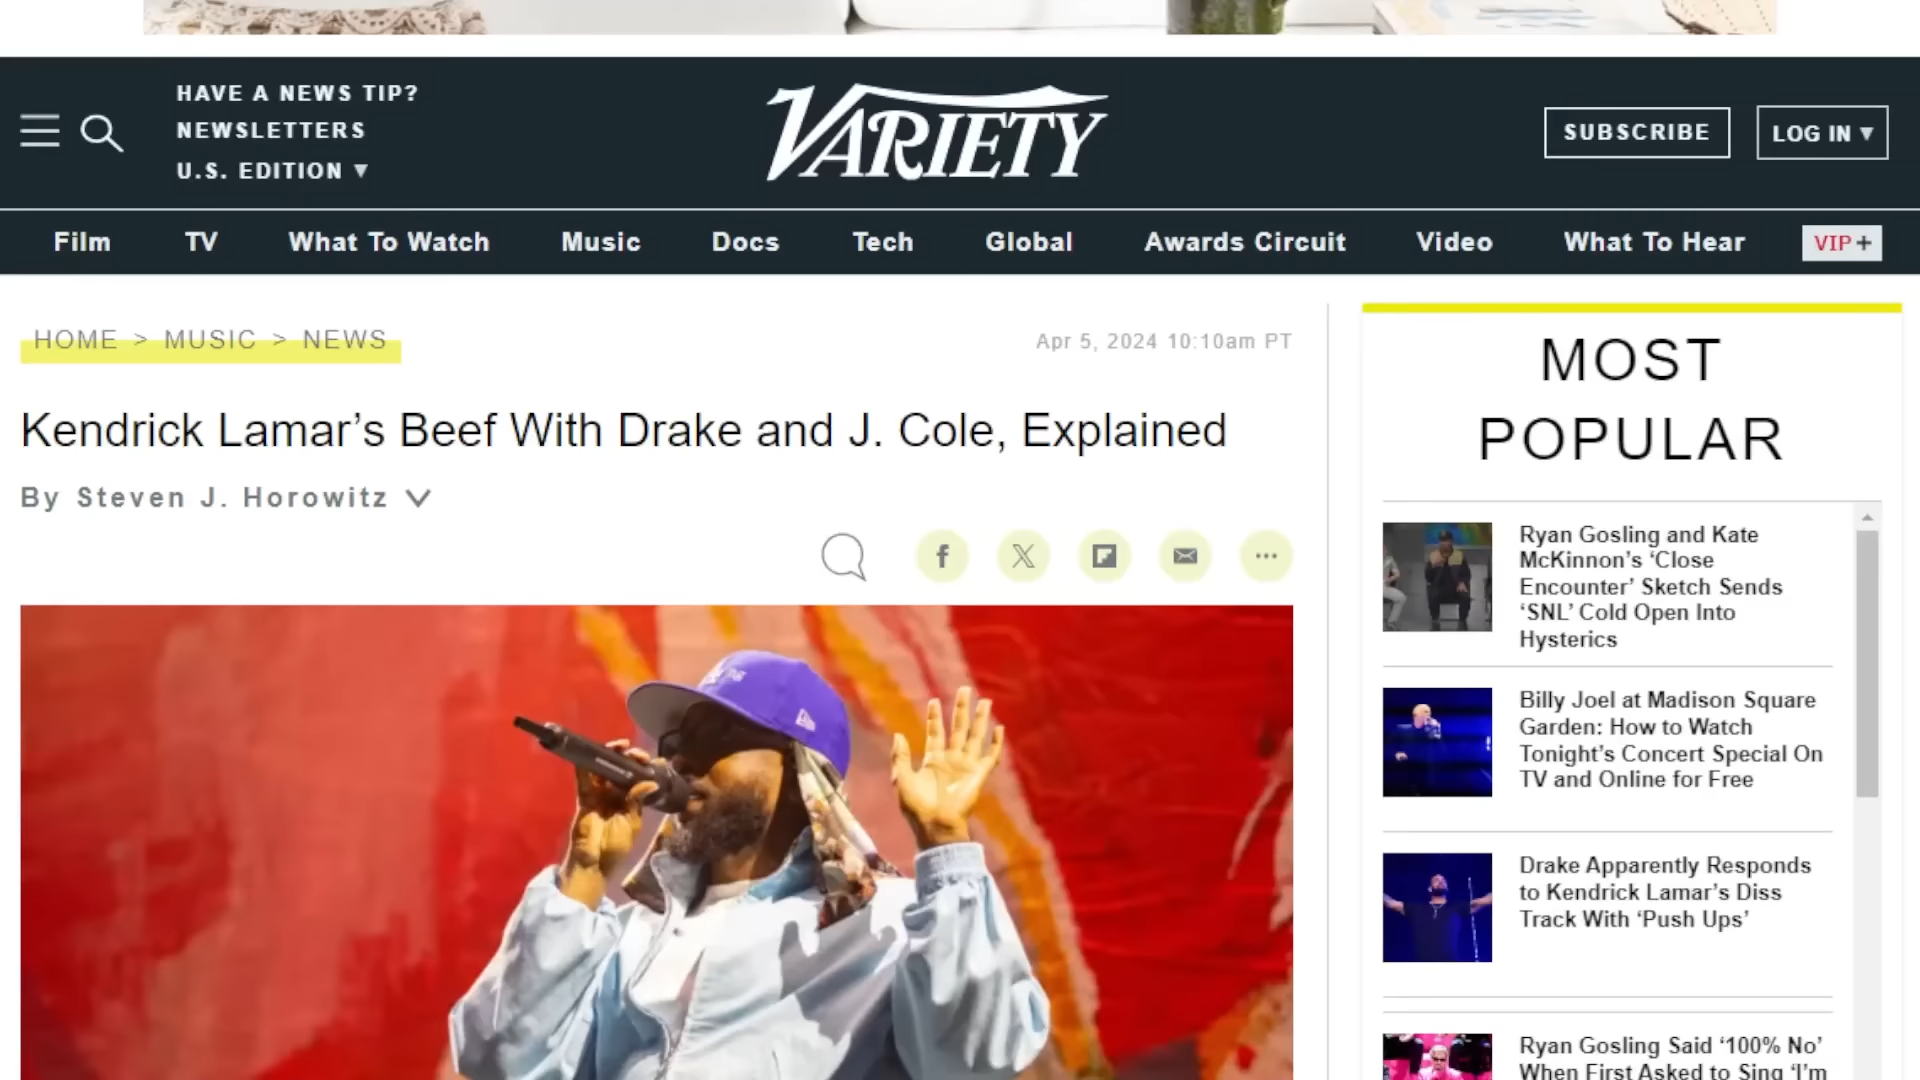 HAVE A NEWS TIP?
NEWSLETTERS
U.S. EDITION ▼
VARIETY
SUBSCRIBE
LOG IN ▼
Film TV What To Watch Music Docs Tech Global Awards Circuit Video What To Hear VIP+
HOME > MUSIC > NEWS
Apr 5, 2024 10:10am PT
Kendrick Lamar’s Beef With Drake and J. Cole, Explained
By Steven J. Horowitz
MOST
POPULAR
Ryan Gosling and Kate
McKinnon’s ‘Close
Encounter’ Sketch Sends
‘SNL’ Cold Open Into
Hysterics
Billy Joel at Madison Square
Garden: How to Watch
Tonight’s Concert Special On
TV and Online for Free
Drake Apparently Responds
to Kendrick Lamar’s Diss
Track With ‘Push Ups’
Ryan Gosling Said ‘100% No’
When First Asked to Sing ‘I’m